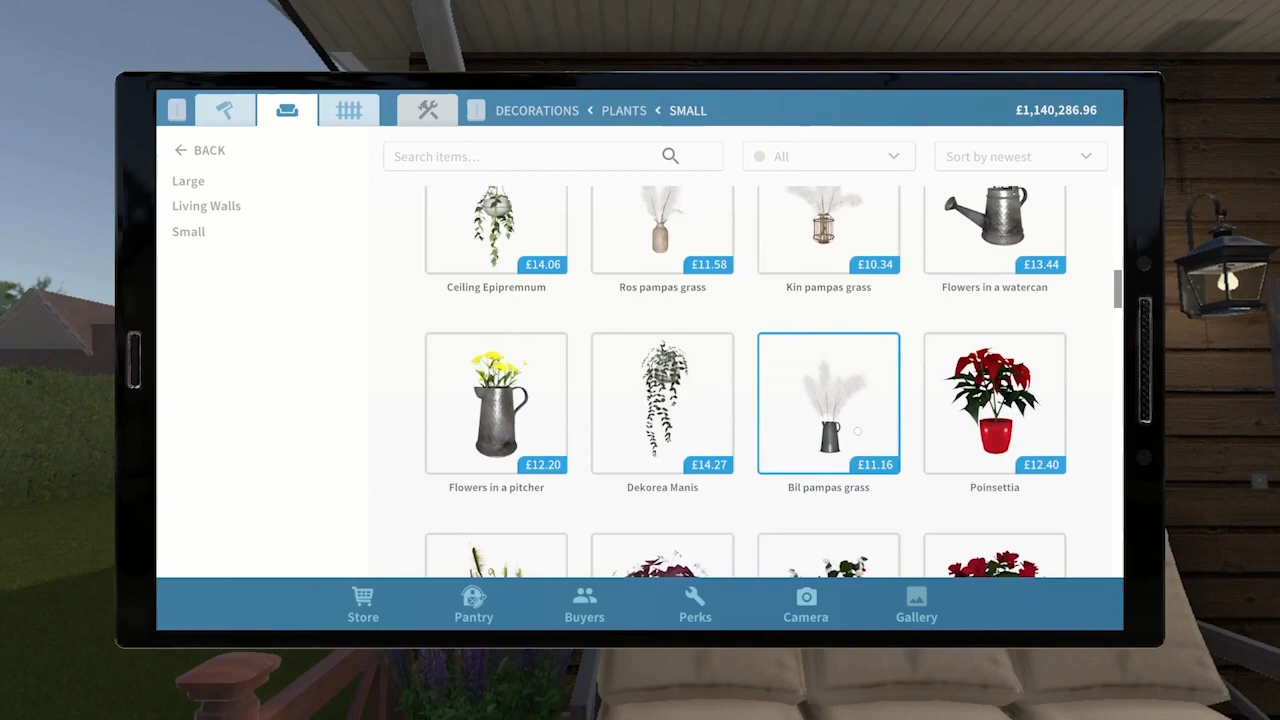 DECORATIONS < PLANTS < SMALL
£1,140,286.96
BACK
Search items...
All
Sort by newest
Large
Living Walls
Small
£14.06
£11.58
£10.34
£13.44
Ceiling Epipremnum
Ros pampas grass
Kin pampas grass
Flowers in a watercan
£12.20
£14.27
£11.16
£12.40
Flowers in a pitcher
Dekorea Manis
Bil pampas grass
Poinsettia
Store
Pantry
Buyers
Perks
Camera
Gallery